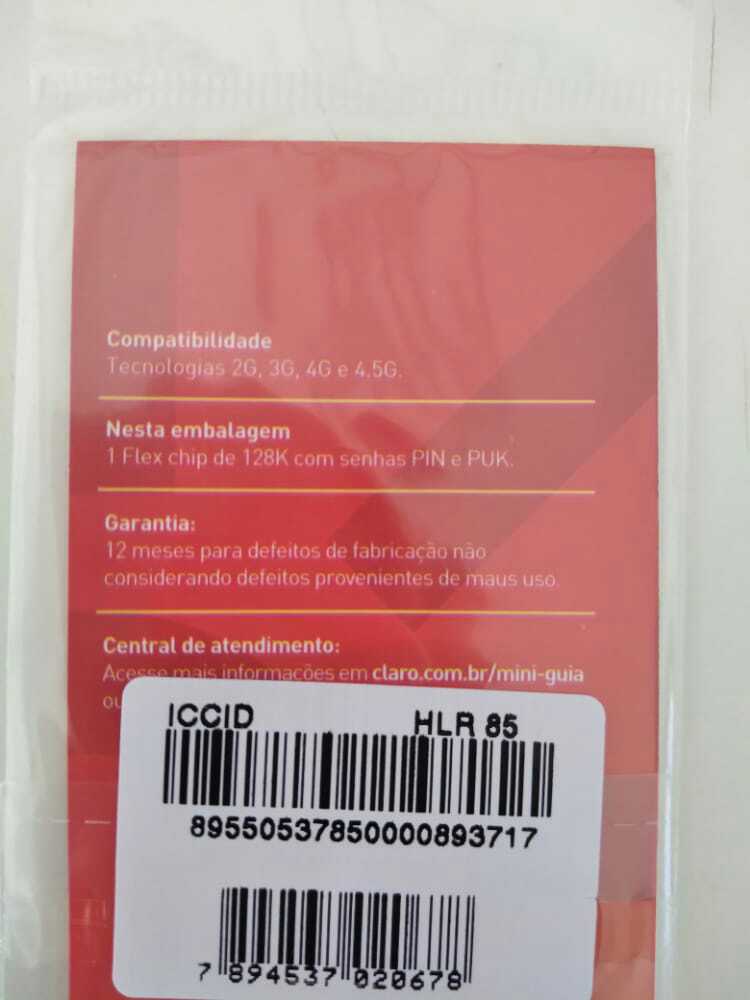 Compatibilidade
Tecnologias 2G, 3G, 4G e 4.5G.
Nesta embalagem
1 Flex chip de 128K com senhas PIN e PUK.
Garantia:
12 meses para defeitos de fabricação não
considerando defeitos provenientes de maus uso.
Central de atendimento:
Acesse mais informações em claro.com.br/mini-guia
ou
ICCID HLR 85
89550537850000893717
7 894537 020678